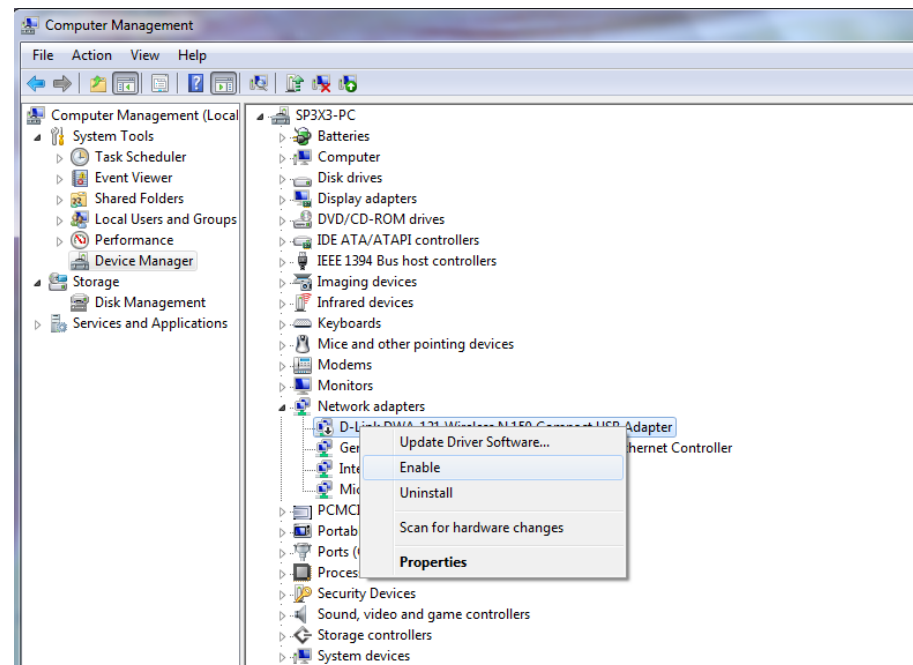 Computer Management
File Action View Help
Computer Management (Local
System Tools
Task Scheduler
Event Viewer
Shared Folders
Local Users and Groups
Performance
Device Manager
Storage
Disk Management
Services and Applications
SP3X3-PC
Batteries
Computer
Disk drives
Display adapters
DVD/CD-ROM drives
IDE ATA/ATAPI controllers
IEEE 1394 Bus host controllers
Imaging devices
Infrared devices
Keyboards
Mice and other pointing devices
Modems
Monitors
Network adapters
D-Link DWA-121 Wireless N 150 Compact USB Adapter
Ger
hernet Controller
Inte
Mic
PCMCI
Portab
Ports (
Proces
Security Devices
Sound, video and game controllers
Storage controllers
System devices
Update Driver Software...
Enable
Uninstall
Scan for hardware changes
Properties